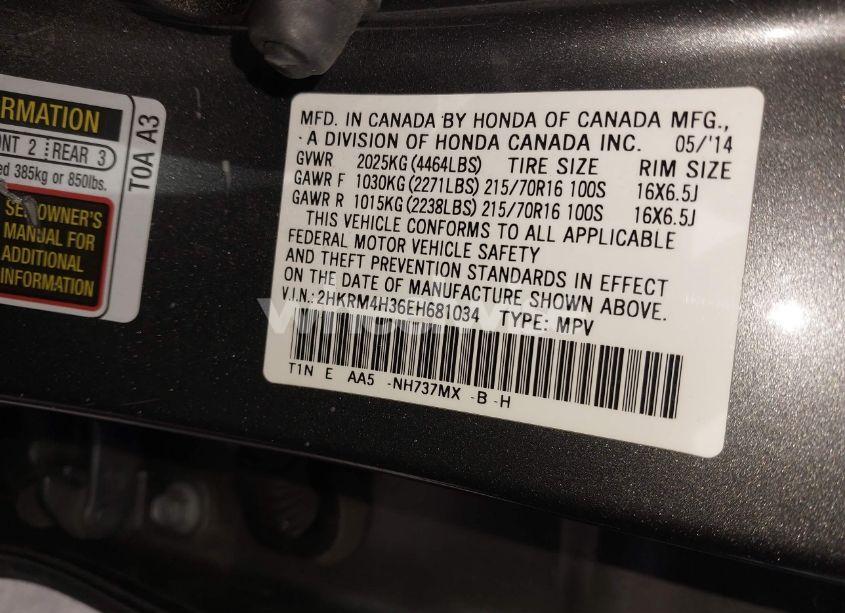 RMATION
NT 2 REAR 3
ed 385kg or 850lbs.
OWNER'S
MANUAL FOR
ADDITIONAL
INFORMATION
T0A A3
MFD. IN CANADA BY HONDA OF CANADA MFG.,
A DIVISION OF HONDA CANADA INC. 05/'14
GVWR 2025KG (4464LBS) TIRE SIZE RIM SIZE
GAWR F 1030KG (2271LBS) 215/70R16 100S 16X6.5J
GAWR R 1015KG (2238LBS) 215/70R16 100S 16X6.5J
THIS VEHICLE CONFORMS TO ALL APPLICABLE
FEDERAL MOTOR VEHICLE SAFETY
AND THEFT PREVENTION STANDARDS IN EFFECT
ON THE DATE OF MANUFACTURE SHOWN ABOVE.
V.I.N.: 2HKRM4H36EH681034 TYPE: MPV
T1N E AA5 -NH737MX -B -H